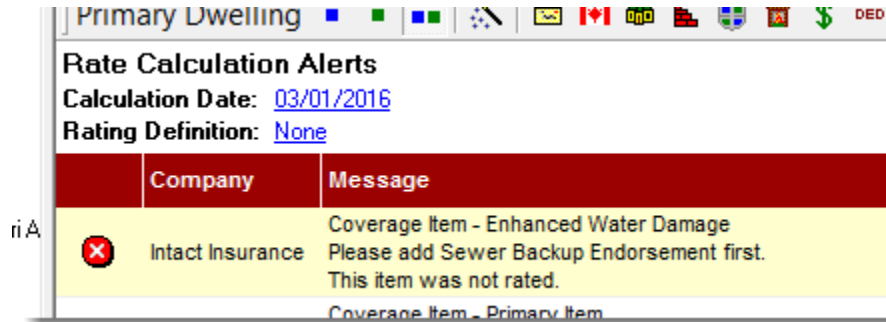 Primary Dwelling
DED
Rate Calculation Alerts
Calculation Date: 03/01/2016
Rating Definition: None
Company Message
ri A
Coverage Item - Enhanced Water Damage
Intact Insurance Please add Sewer Backup Endorsement first.
This item was not rated.
Coverage Item - Primary Item